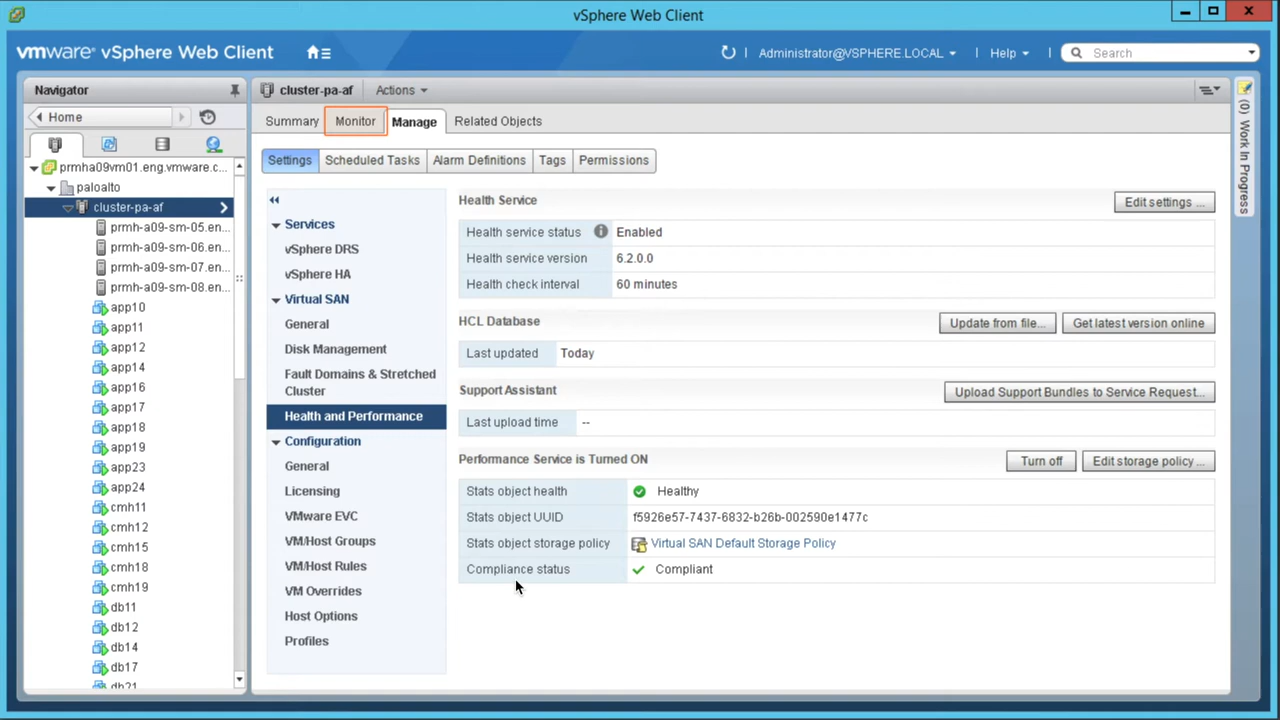 vSphere Web Client
vmware® vSphere Web Client
Administrator@VSPHERE.LOCAL
Help
Search
Navigator
Home
prmha09vm01.eng.vmware.c...
paloalto
cluster-pa-af
prmh-a09-sm-05.en...
prmh-a09-sm-06.en...
prmh-a09-sm-07.en...
prmh-a09-sm-08.en...
app10
app11
app12
app14
app16
app17
app18
app19
app23
app24
cmh11
cmh12
cmh15
cmh18
cmh19
db11
db12
db14
db17
db21
cluster-pa-af Actions
Summary Monitor Manage Related Objects
Settings Scheduled Tasks Alarm Definitions Tags Permissions
Services
vSphere DRS
vSphere HA
Virtual SAN
General
Disk Management
Fault Domains & Stretched
Cluster
Health and Performance
Configuration
General
Licensing
VMware EVC
VM/Host Groups
VM/Host Rules
VM Overrides
Host Options
Profiles
Health Service Edit settings ...
Health service status Enabled
Health service version 6.2.0.0
Health check interval 60 minutes
HCL Database Update from file... Get latest version online
Last updated Today
Support Assistant Upload Support Bundles to Service Request...
Last upload time --
Performance Service is Turned ON Turn off Edit storage policy ...
Stats object health Healthy
Stats object UUID f5926e57-7437-6832-b26b-002590e1477c
Stats object storage policy Virtual SAN Default Storage Policy
Compliance status Compliant
(0) Work In Progress